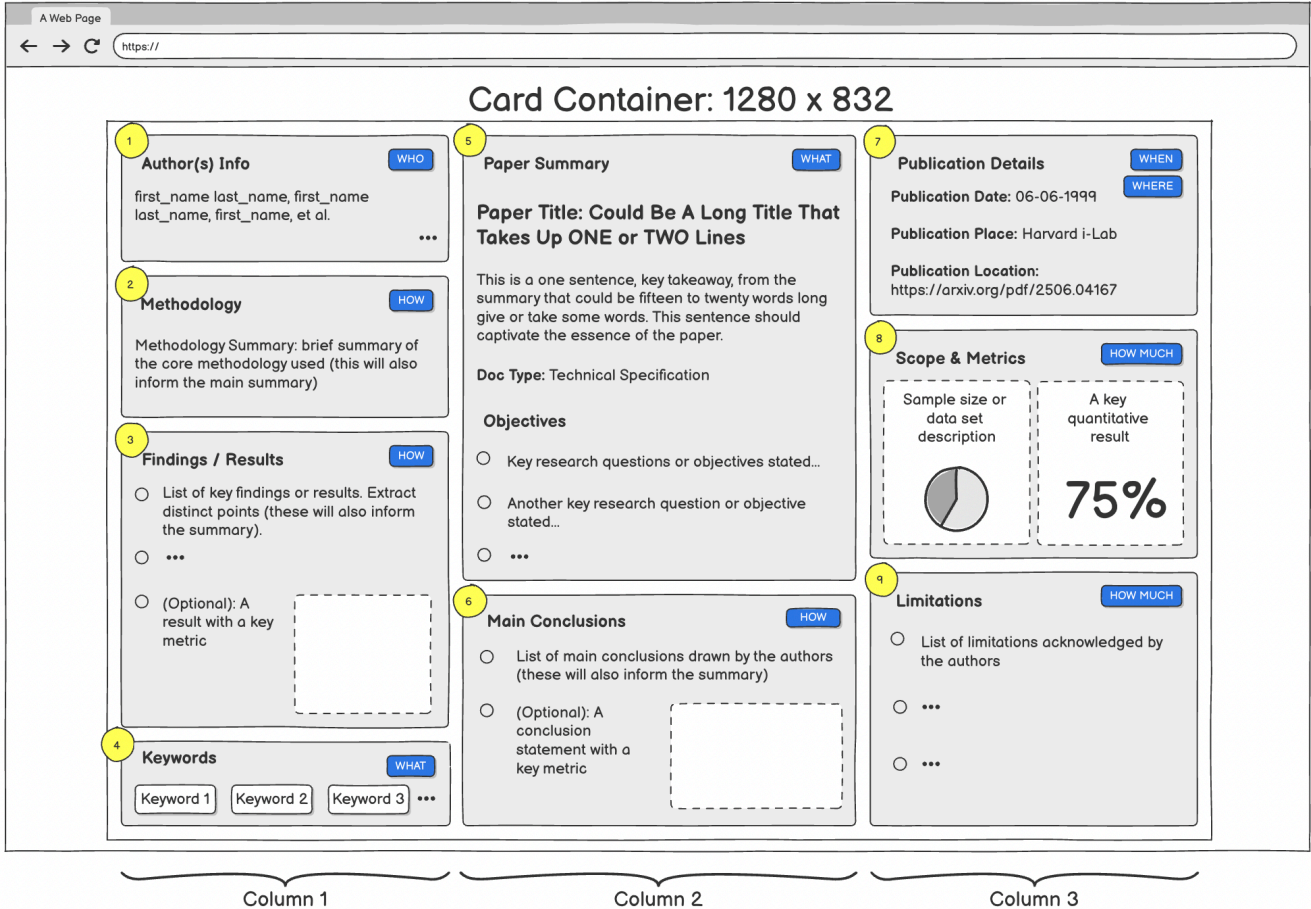 A Web Page
https://
Card Container: 1280 x 832
1
Author(s) Info
WHO
first_name last_name, first_name
last_name, first_name, et al.
•••
2
Methodology
HOW
Methodology Summary: brief summary of
the core methodology used (this will also
inform the main summary)
3
Findings / Results
HOW
List of key findings or results. Extract
distinct points (these will also inform
the summary).
•••
(Optional): A
result with a key
metric
4
Keywords
WHAT
Keyword 1
Keyword 2
Keyword 3
•••
5
Paper Summary
WHAT
Paper Title: Could Be A Long Title That
Takes Up ONE or TWO Lines
This is a one sentence, key takeaway, from the
summary that could be fifteen to twenty words long
give or take some words. This sentence should
captivate the essence of the paper.
Doc Type: Technical Specification
Objectives
Key research questions or objectives stated...
Another key research question or objective
stated...
•••
6
Main Conclusions
HOW
List of main conclusions drawn by the authors
(these will also inform the summary)
(Optional): A
conclusion
statement with a
key metric
7
Publication Details
WHEN
WHERE
Publication Date: 06-06-1999
Publication Place: Harvard i-Lab
Publication Location:
https://arxiv.org/pdf/2506.04167
8
Scope & Metrics
HOW MUCH
Sample size or
data set
description
A key
quantitative
result
75%
9
Limitations
HOW MUCH
List of limitations acknowledged by
the authors
•••
•••
Column 1
Column 2
Column 3